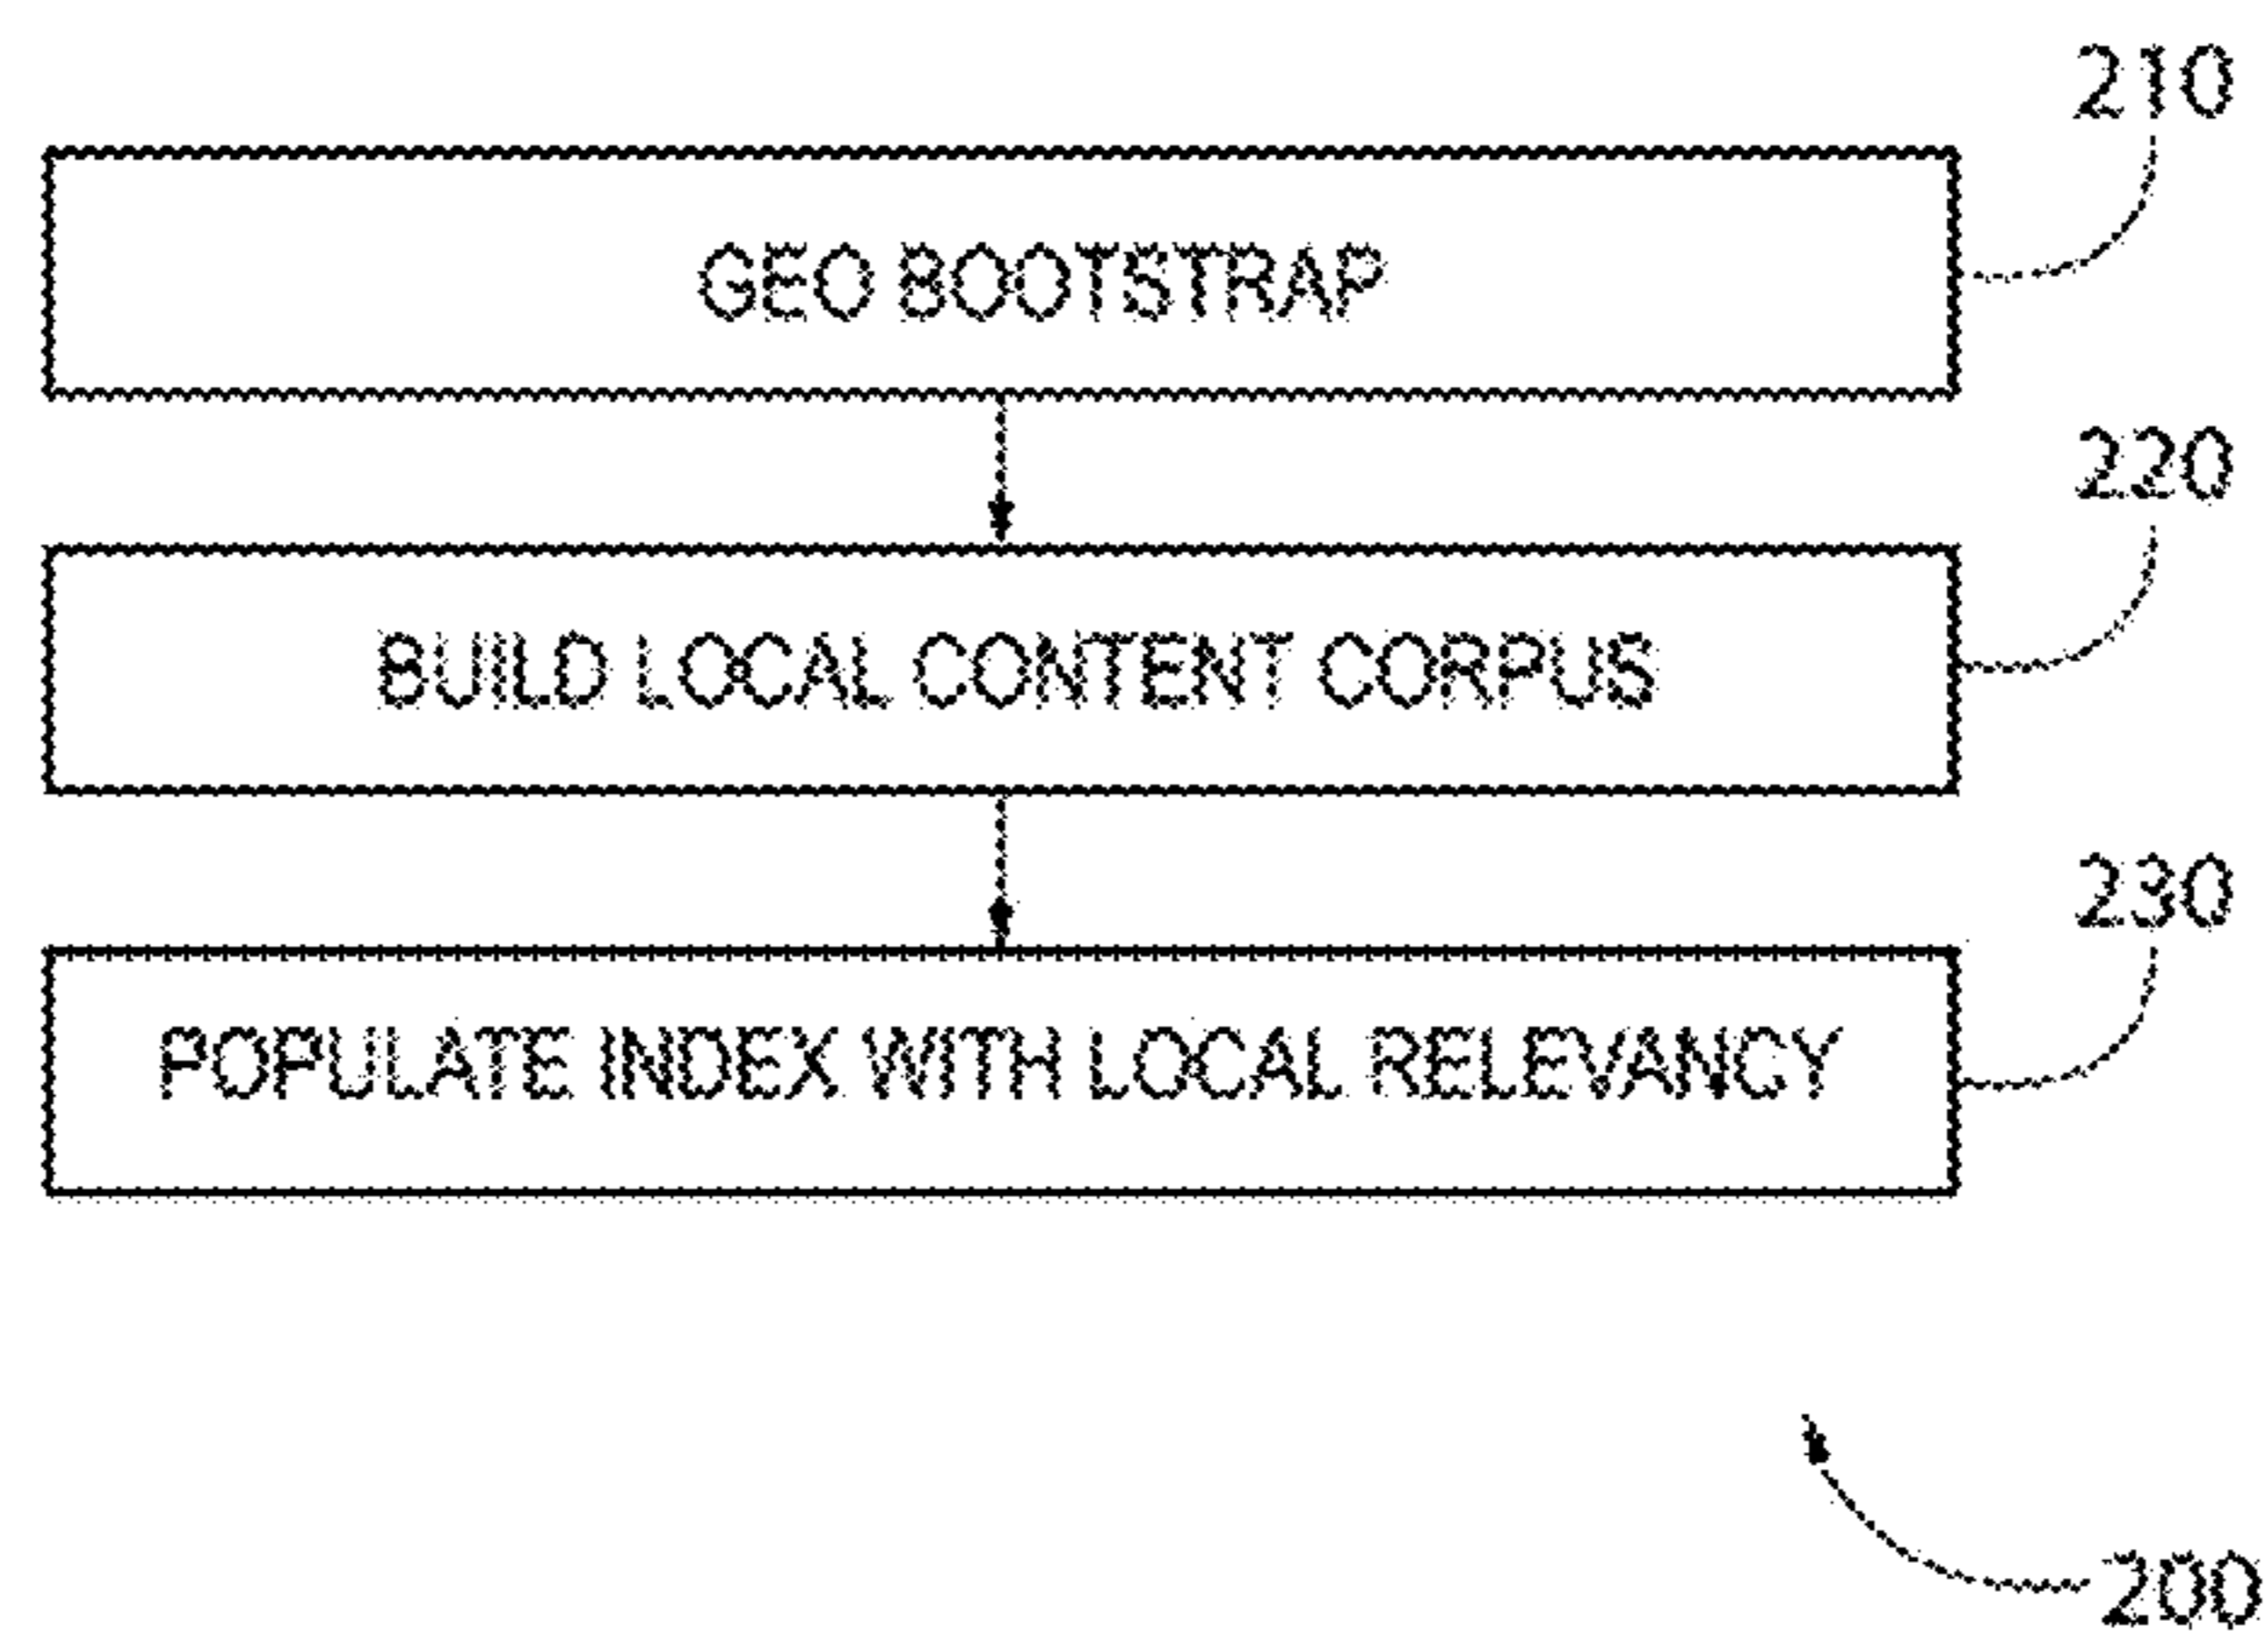 210
GEO BOOTSTRAP
220
BUILD LOCAL CONTENT CORPUS
230
POPULATE INDEX WITH LOCAL RELEVANCY
200